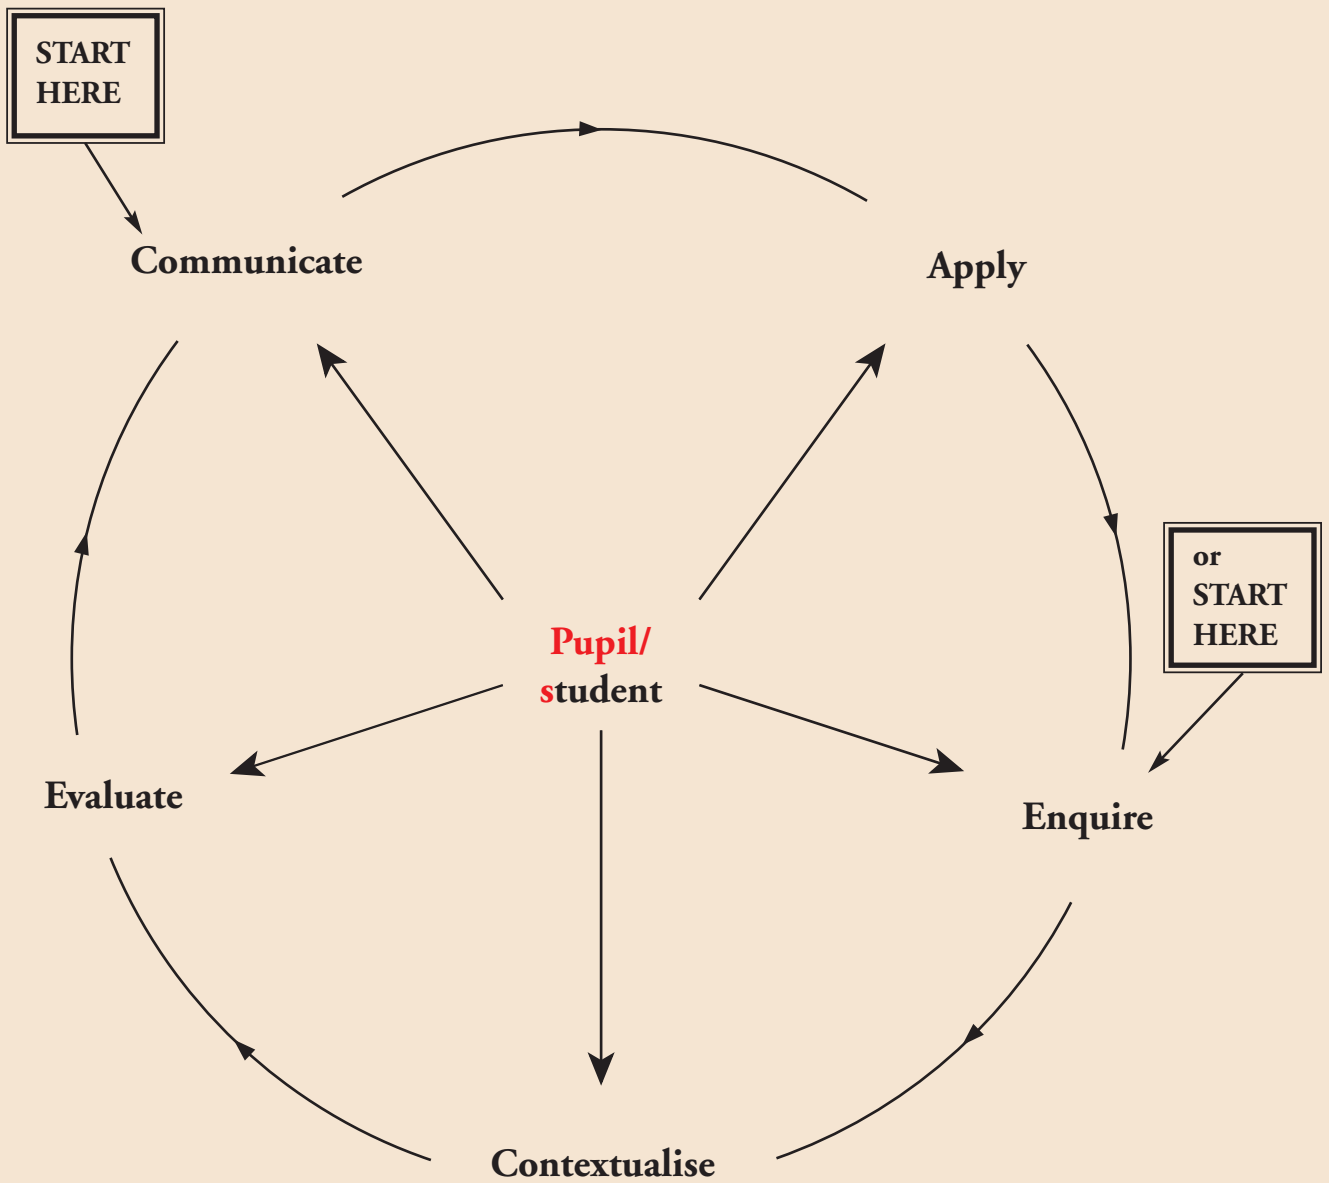 START
HERE
Communicate
Apply
or
START
HERE
Pupil/
student
Evaluate
Enquire
Contextualise